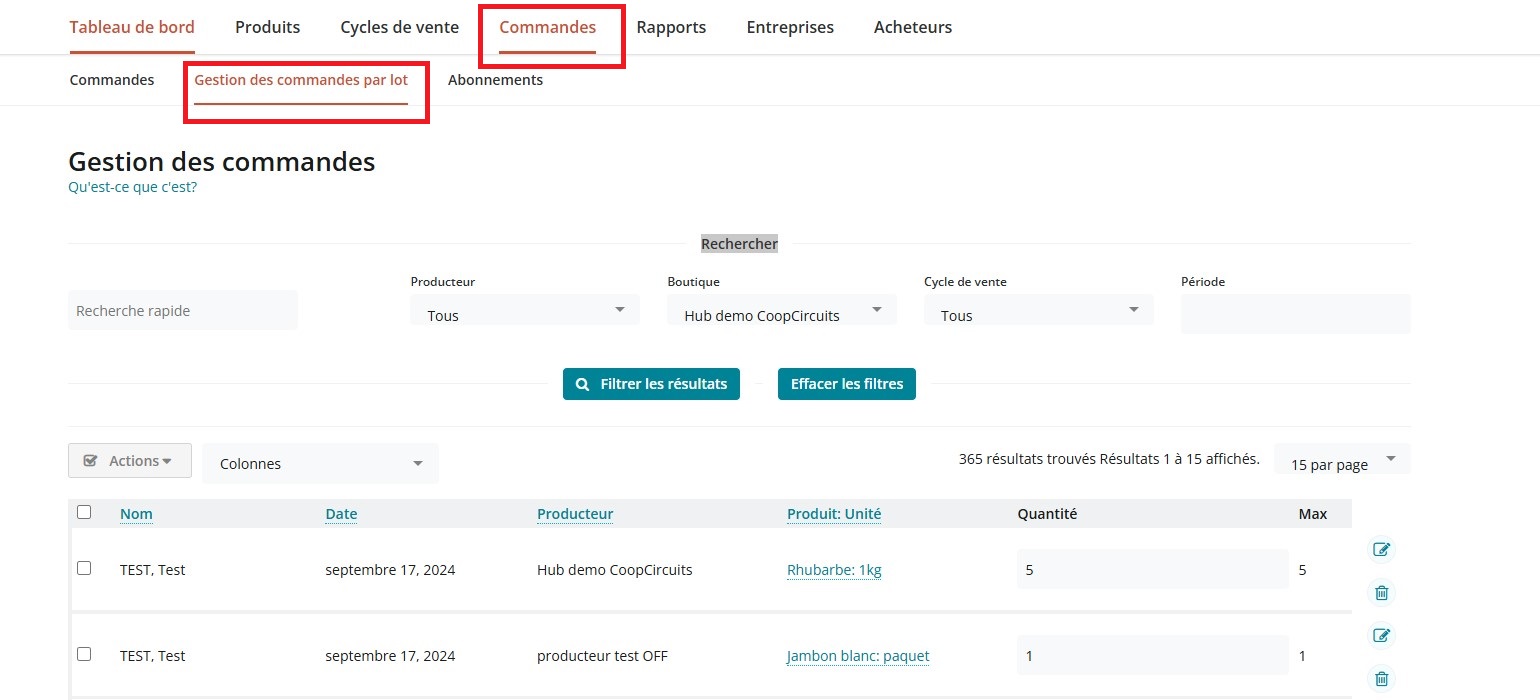 Tableau de bord Produits Cycles de vente Commandes Rapports Entreprises Acheteurs
Commandes Gestion des commandes par lot Abonnements
Gestion des commandes
Qu'est-ce que c'est?
Rechercher
Producteur Boutique Cycle de vente Période
Recherche rapide Tous Hub demo CoopCircuits Tous
Filtrer les résultats Effacer les filtres
Actions Colonnes 365 résultats trouvés Résultats 1 à 15 affichés. 15 par page
Nom Date Producteur Produit: Unité Quantité Max
TEST, Test septembre 17, 2024 Hub demo CoopCircuits Rhubarbe: 1kg 5 5
TEST, Test septembre 17, 2024 producteur test OFF Jambon blanc: paquet 1 1